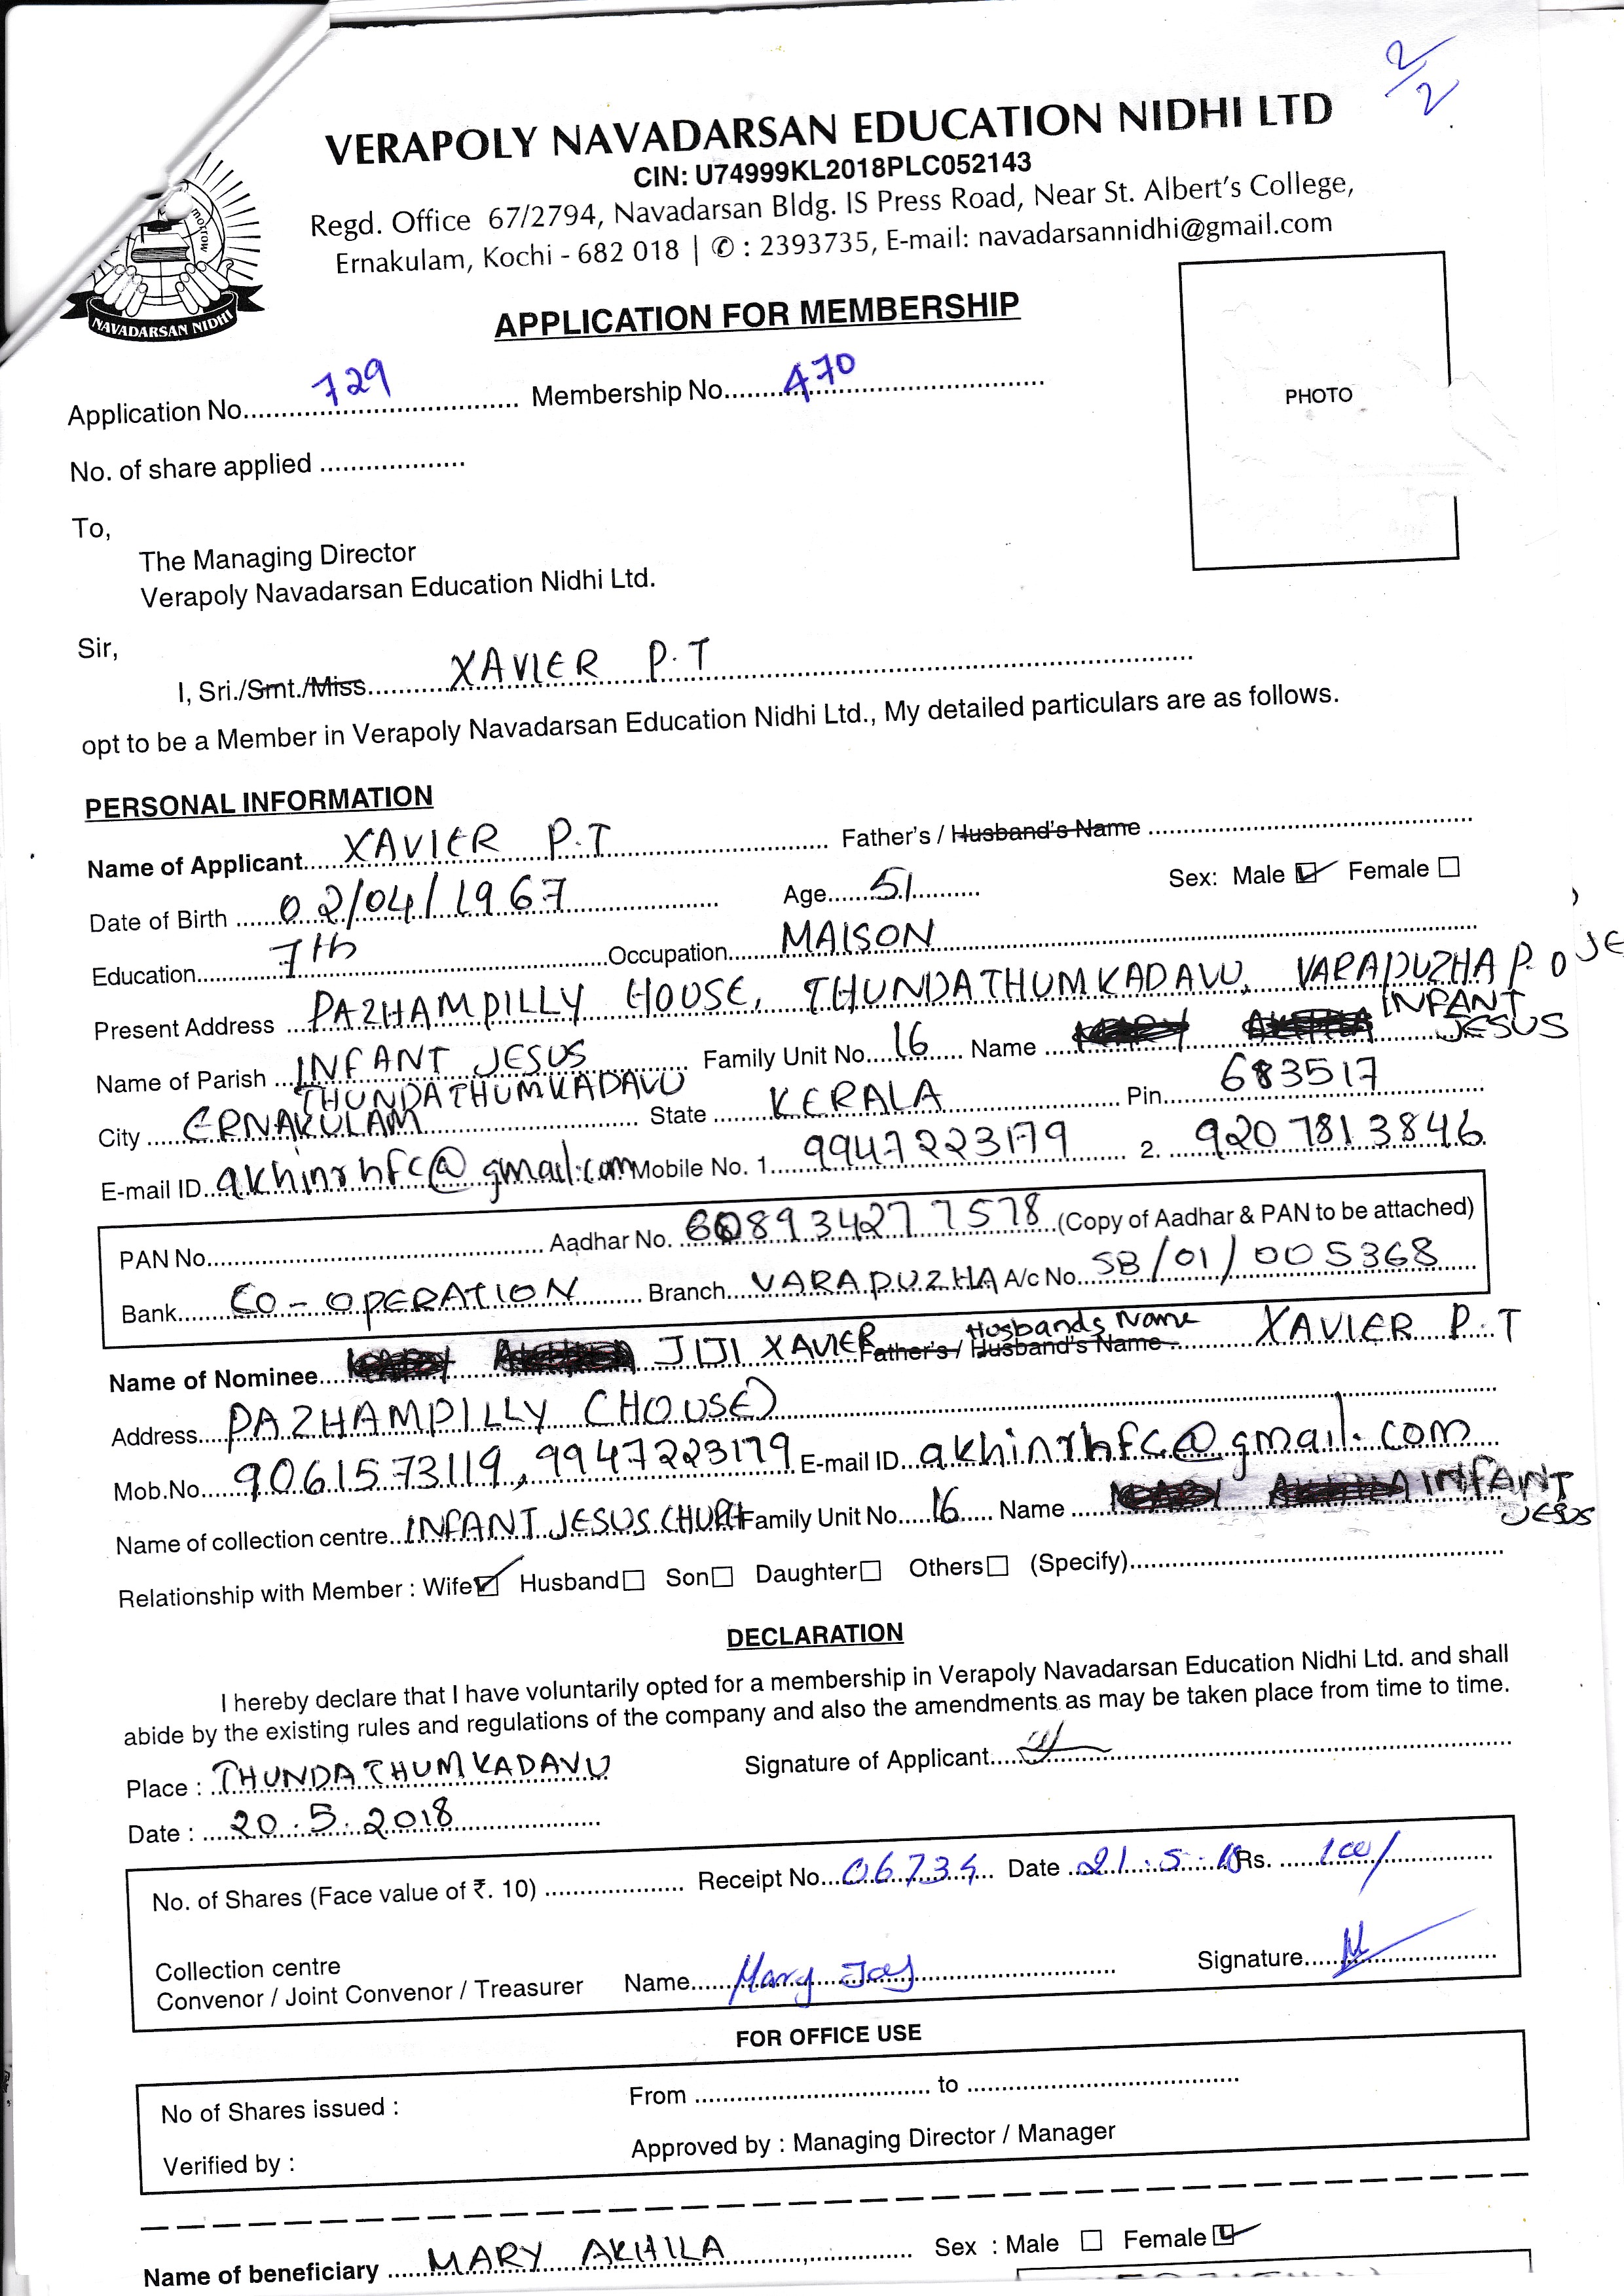 2/2
VERAPOLY NAVADARSAN EDUCATION NIDHI LTD
CIN: U74999KL2018PLC052143
Regd. Office 67/2794, Navadarsan Bldg. IS Press Road, Near St. Albert's College,
Ernakulam, Kochi - 682 018 | ✆ : 2393735, E-mail: navadarsannidhi@gmail.com
NAVADARSAN NIDHI
APPLICATION FOR MEMBERSHIP
PHOTO
Application No. 729 Membership No. 470
No. of share applied
To,
The Managing Director
Verapoly Navadarsan Education Nidhi Ltd.
Sir,
I, Sri./Smt./Miss XAVIER P.T
opt to be a Member in Verapoly Navadarsan Education Nidhi Ltd., My detailed particulars are as follows.
PERSONAL INFORMATION
Name of Applicant XAVIER P.T Father's / Husband's Name
Date of Birth 02/04/1967 Age 51 Sex: Male ☑ Female ☐
Education 7th Occupation MAISON
Present Address PAZHAMPILLY HOUSE, THUNDATHUMKADAVU, VARAPUZHA P.O
Name of Parish INFANT JESUS THUNDATHUMKADAVU Family Unit No. 16 Name INFANT JESUS
City ERNAKULAM State KERALA Pin 683517
E-mail ID akhinrhfc@gmail.com Mobile No. 1 9947223179 2. 9207813846
PAN No. Aadhar No. 608934277578 (Copy of Aadhar & PAN to be attached)
Bank CO-OPERATION Branch VARAPUZHA A/c No. SB/01/005368
Name of Nominee JIJI XAVIER Father's / Husband's Name Husbands Name XAVIER P.T
Address PAZHAMPILLY (HOUSE)
Mob.No. 9061573119, 9947223179 E-mail ID akhinrhfc@gmail.com
Name of collection centre INFANT JESUS Family Unit No. 16 Name INFANT JESUS
Relationship with Member : Wife ☑ Husband ☐ Son ☐ Daughter ☐ Others ☐ (Specify)
DECLARATION
I hereby declare that I have voluntarily opted for a membership in Verapoly Navadarsan Education Nidhi Ltd. and shall
abide by the existing rules and regulations of the company and also the amendments as may be taken place from time to time.
Place : THUNDATHUMKADAVU Signature of Applicant
Date : 20.5.2018
No. of Shares (Face value of ₹. 10) Receipt No. 06734 Date 21.5.18 Rs. 100/
Collection centre
Convenor / Joint Convenor / Treasurer Name Mary Joy Signature
FOR OFFICE USE
No of Shares issued : From to
Verified by : Approved by : Managing Director / Manager
Name of beneficiary MARY AKHILA Sex : Male ☐ Female ☑